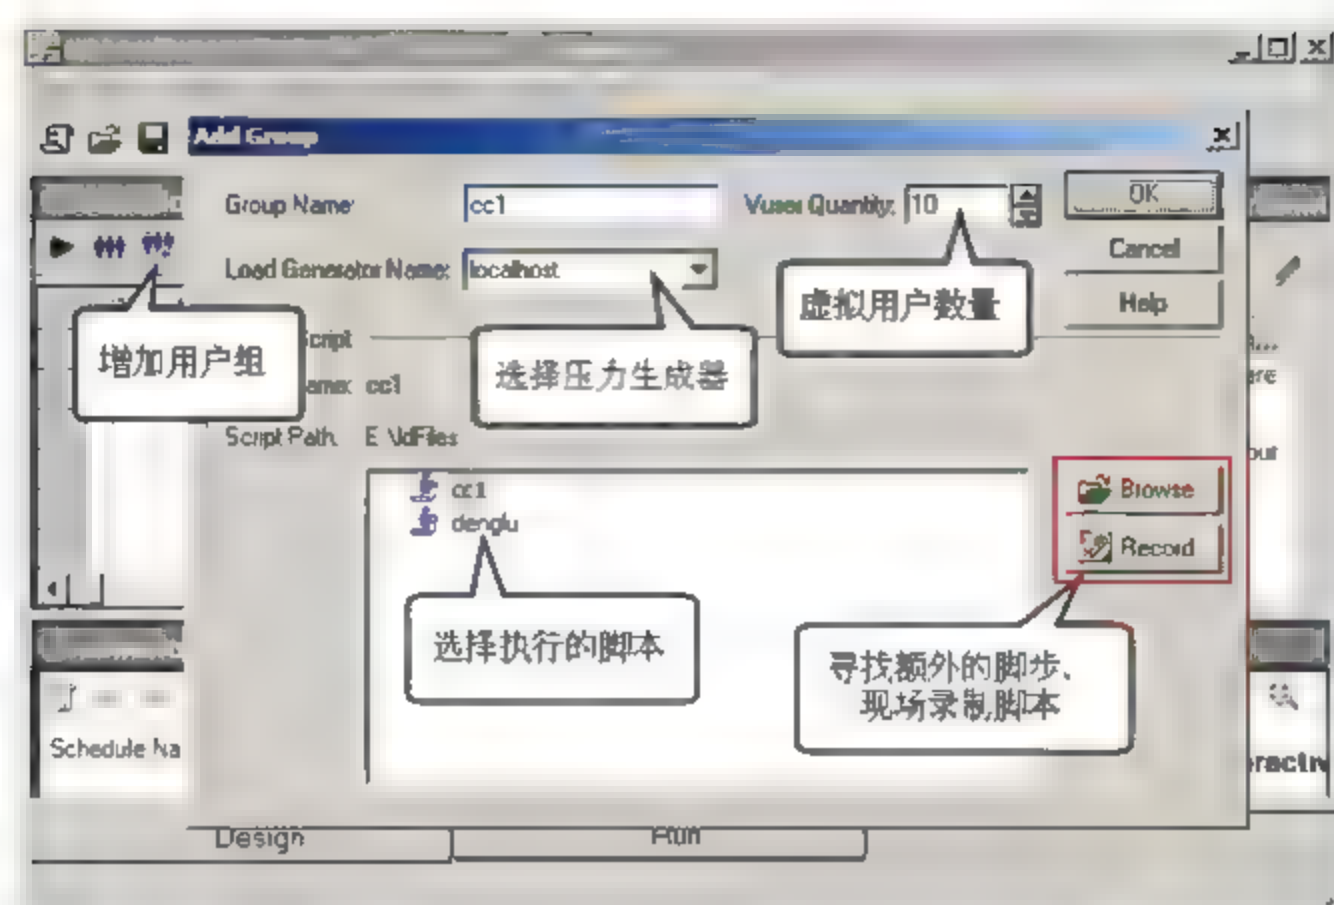 Add Group
Group Name:
cc1
Vuser Quantity:
10
OK
Load Generator Name:
localhost
Cancel
Help
虚拟用户数量
增加用户组
选择压力生成器
cript
ame: cc1
Script Path:
cc1
denglu
Browse
Record
选择执行的脚本
寻找额外的脚步、
现场录制脚本
Schedule Na
Design
Run